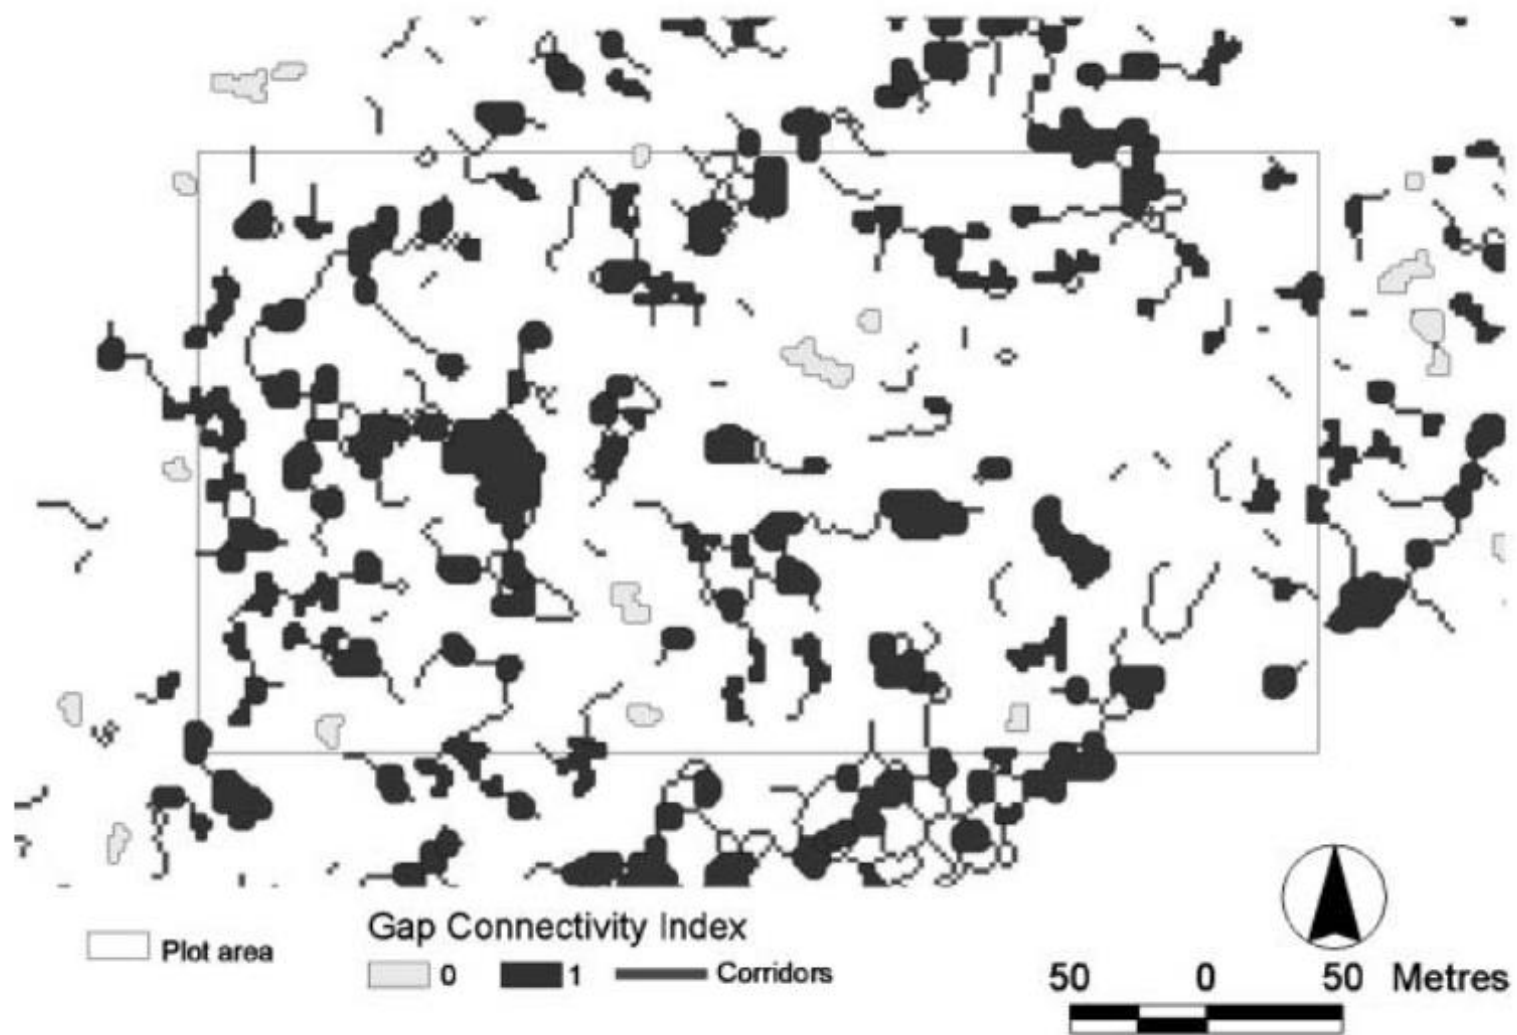 Gap Connectivity Index
Plot area
0
1
Corridors
50 0 50 Metres